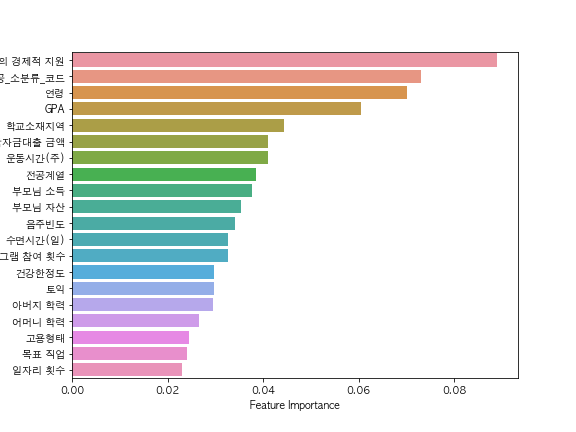 의 경제적 지원
공_소분류_코드
연령
GPA
학교소재지역
자금대출 금액
운동시간(주)
전공계열
부모님 소득
부모님 자산
음주빈도
수면시간(일)
그램 참여 횟수
건강한정도
토익
아버지 학력
어머니 학력
고용형태
목표 직업
일자리 횟수
0.00 0.02 0.04 0.06 0.08
Feature Importance